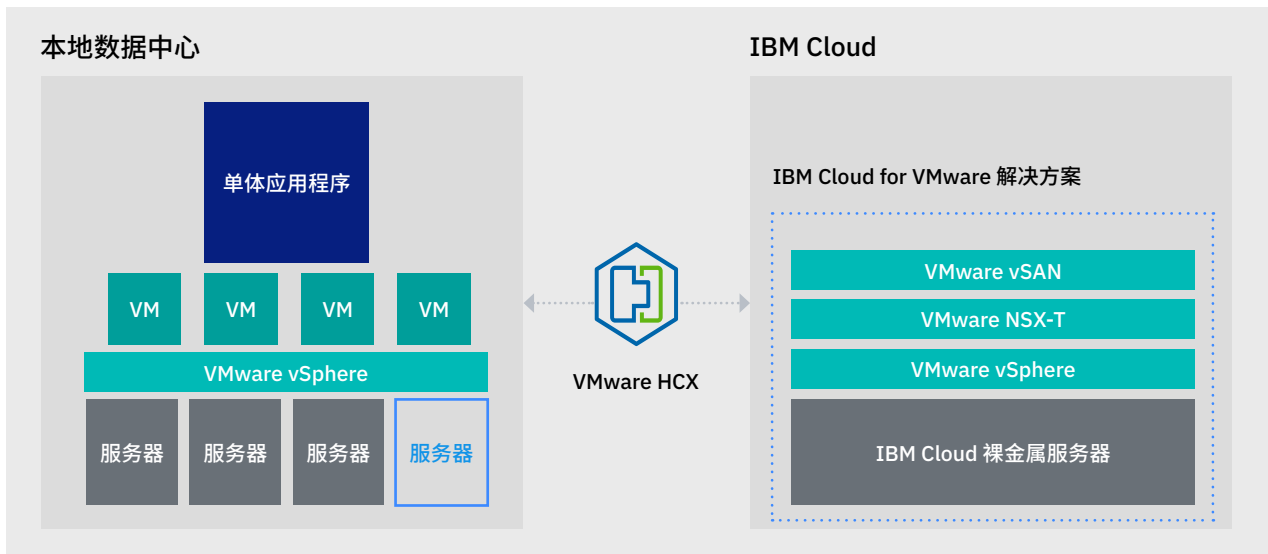 本地数据中心
单体应用程序
VM VM VM VM
VMware vSphere
服务器 服务器 服务器 服务器
VMware HCX
IBM Cloud
IBM Cloud for VMware 解决方案
VMware vSAN
VMware NSX-T
VMware vSphere
IBM Cloud 裸金属服务器